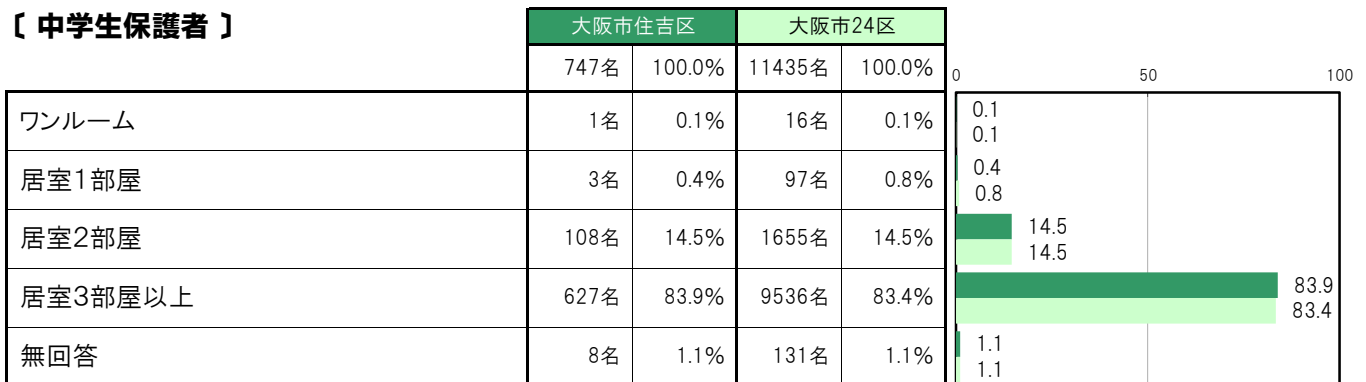 〔 中学生保護者 〕
大阪市住吉区 大阪市24区
747名 100.0% 11435名 100.0%
0 50 100
ワンルーム 1名 0.1% 16名 0.1%
0.1
0.1
居室1部屋 3名 0.4% 97名 0.8%
0.4
0.8
居室2部屋 108名 14.5% 1655名 14.5%
14.5
14.5
居室3部屋以上 627名 83.9% 9536名 83.4%
83.9
83.4
無回答 8名 1.1% 131名 1.1%
1.1
1.1